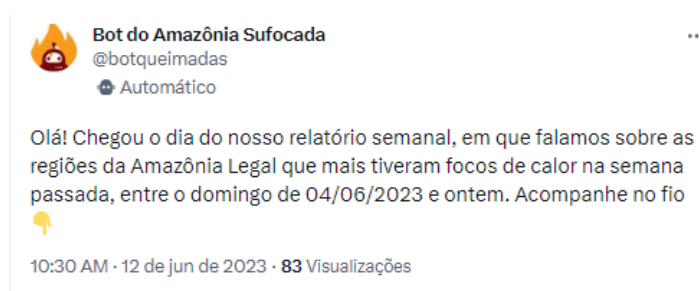 Bot do Amazônia Sufocada
@botqueimadas
Automático
Olá! Chegou o dia do nosso relatório semanal, em que falamos sobre as
regiões da Amazônia Legal que mais tiveram focos de calor na semana
passada, entre o domingo de 04/06/2023 e ontem. Acompanhe no fio
👇
10:30 AM · 12 de jun de 2023 · 83 Visualizações